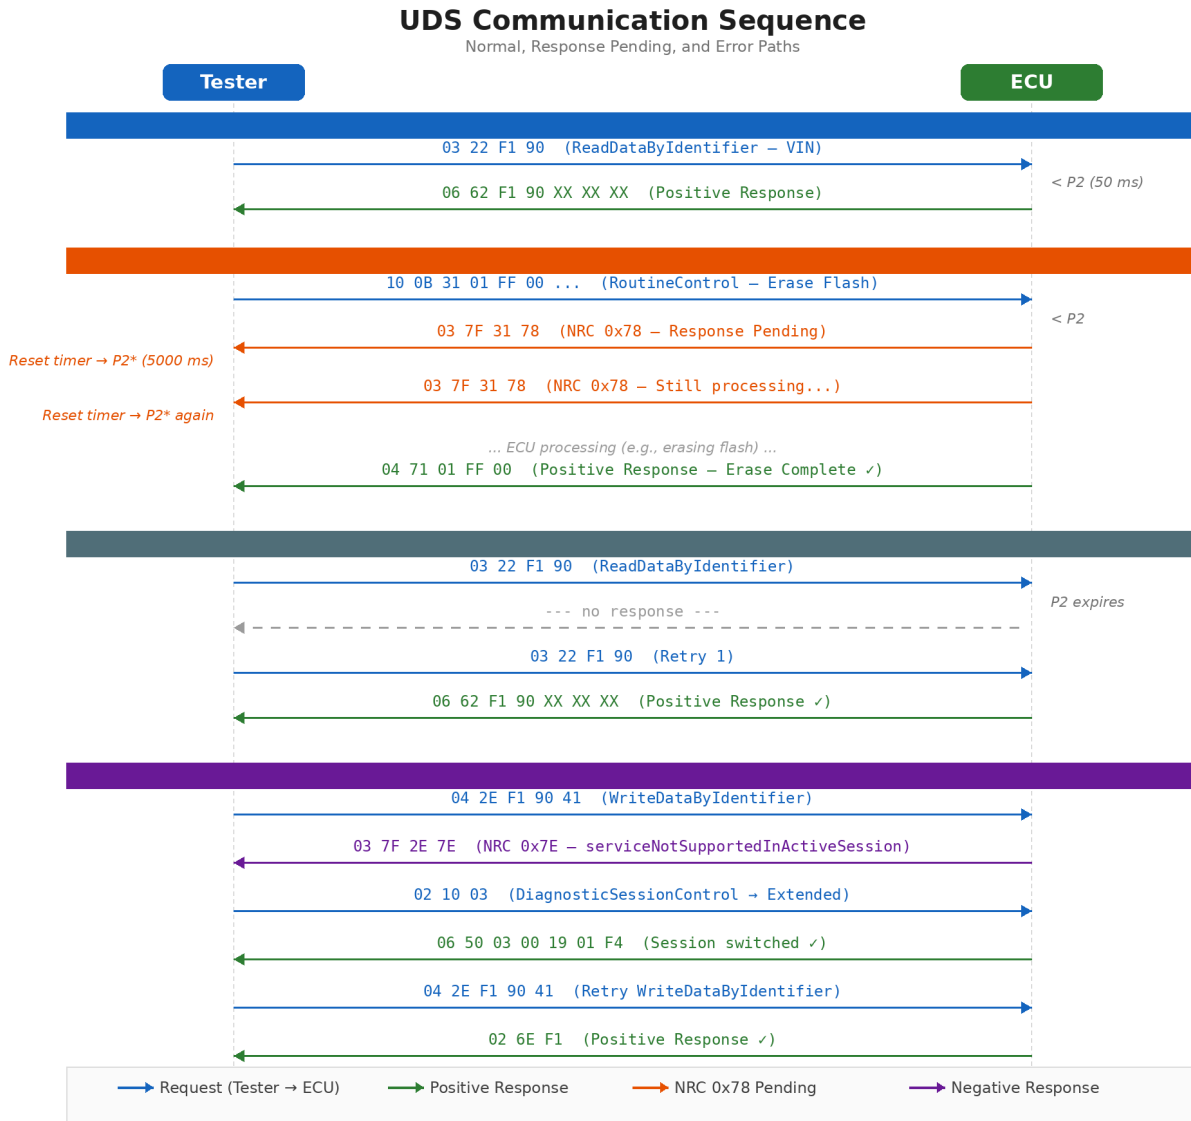 UDS Communication Sequence
Normal, Response Pending, and Error Paths
Tester
ECU
03 22 F1 90  (ReadDataByIdentifier – VIN)
< P2 (50 ms)
06 62 F1 90 XX XX XX  (Positive Response)
10 0B 31 01 FF 00 ...  (RoutineControl – Erase Flash)
< P2
03 7F 31 78  (NRC 0x78 – Response Pending)
Reset timer → P2* (5000 ms)
03 7F 31 78  (NRC 0x78 – Still processing...)
Reset timer → P2* again
... ECU processing (e.g., erasing flash) ...
04 71 01 FF 00  (Positive Response – Erase Complete ✓)
03 22 F1 90  (ReadDataByIdentifier)
P2 expires
--- no response ---
03 22 F1 90  (Retry 1)
06 62 F1 90 XX XX XX  (Positive Response ✓)
04 2E F1 90 41  (WriteDataByIdentifier)
03 7F 2E 7E  (NRC 0x7E – serviceNotSupportedInActiveSession)
02 10 03  (DiagnosticSessionControl → Extended)
06 50 03 00 19 01 F4  (Session switched ✓)
04 2E F1 90 41  (Retry WriteDataByIdentifier)
02 6E F1  (Positive Response ✓)
Request (Tester → ECU)
Positive Response
NRC 0x78 Pending
Negative Response